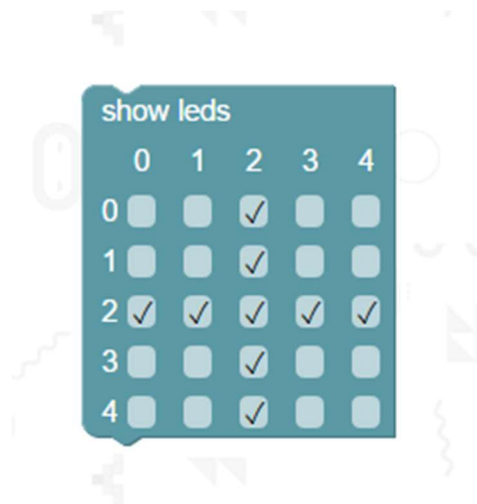 show leds
0 1 2 3 4
0 ✓
1 ✓
2 ✓ ✓ ✓ ✓ ✓
3 ✓
4 ✓